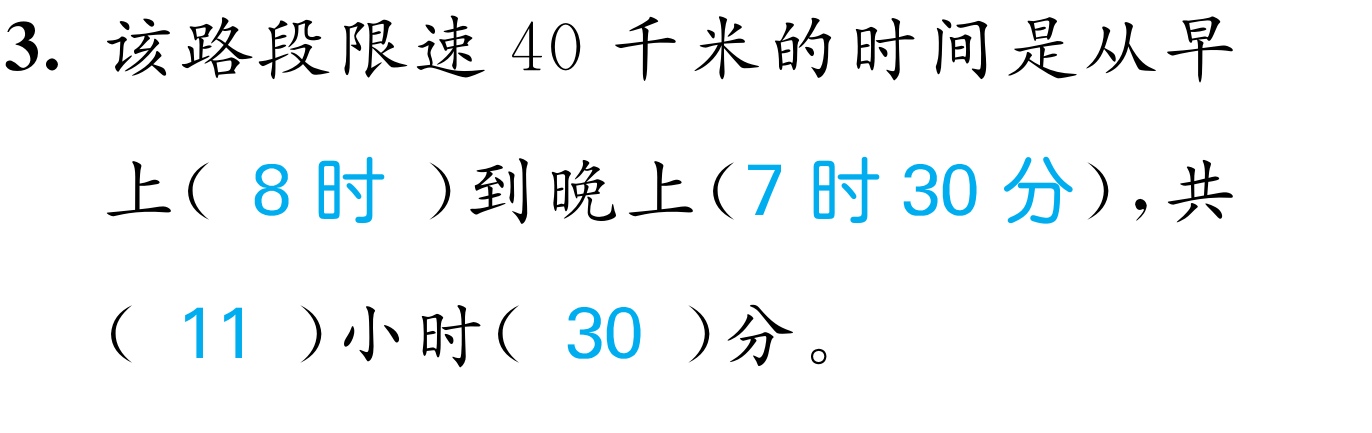 3. 该路段限速 40 千米的时间是从早
上( 8 时 )到晚上(7 时 30 分),共
( 11 )小时( 30 )分。